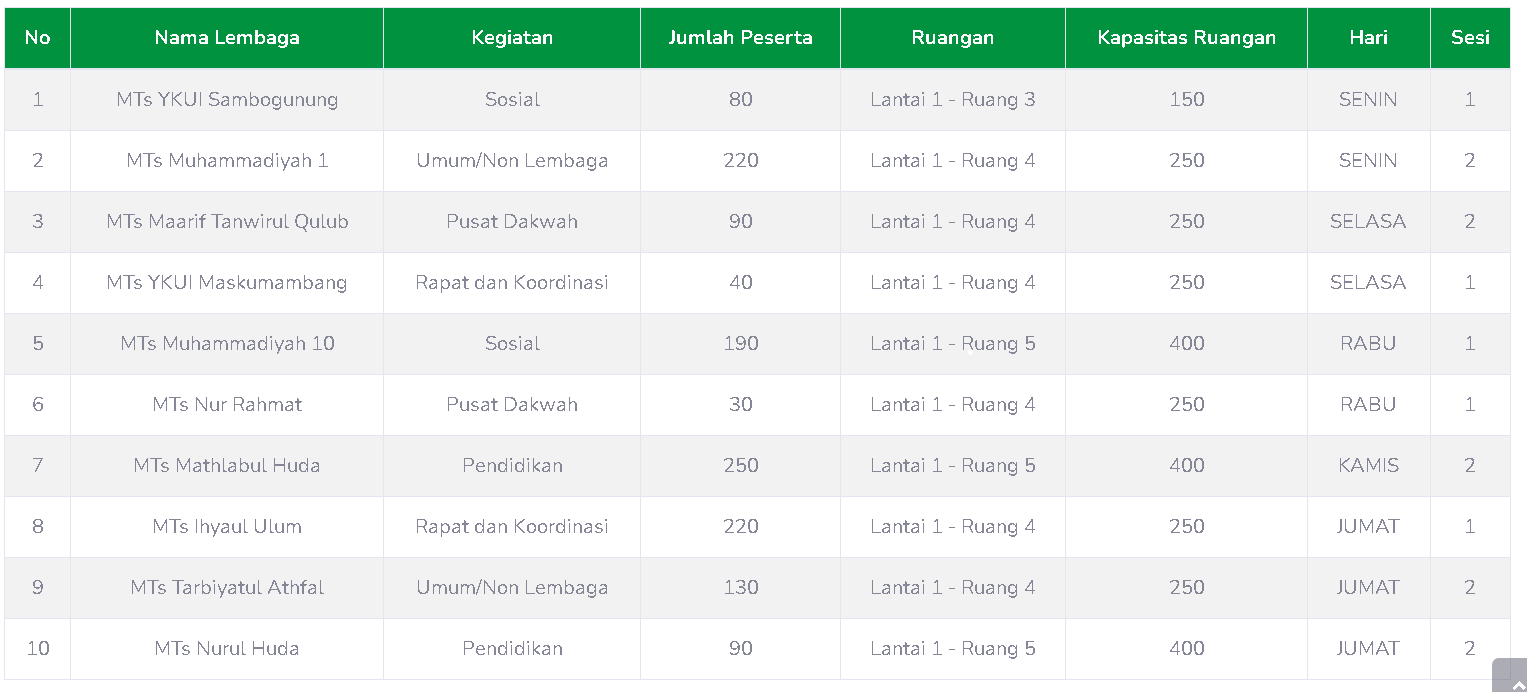 No Nama Lembaga Kegiatan Jumlah Peserta Ruangan Kapasitas Ruangan Hari Sesi
1 MTs YKUI Sambogunung Sosial 80 Lantai 1 - Ruang 3 150 SENIN 1
2 MTs Muhammadiyah 1 Umum/Non Lembaga 220 Lantai 1 - Ruang 4 250 SENIN 2
3 MTs Maarif Tanwirul Qulub Pusat Dakwah 90 Lantai 1 - Ruang 4 250 SELASA 2
4 MTs YKUI Maskumambang Rapat dan Koordinasi 40 Lantai 1 - Ruang 4 250 SELASA 1
5 MTs Muhammadiyah 10 Sosial 190 Lantai 1 - Ruang 5 400 RABU 1
6 MTs Nur Rahmat Pusat Dakwah 30 Lantai 1 - Ruang 4 250 RABU 1
7 MTs Mathlabul Huda Pendidikan 250 Lantai 1 - Ruang 5 400 KAMIS 2
8 MTs Ihyaul Ulum Rapat dan Koordinasi 220 Lantai 1 - Ruang 4 250 JUMAT 1
9 MTs Tarbiyatul Athfal Umum/Non Lembaga 130 Lantai 1 - Ruang 4 250 JUMAT 2
10 MTs Nurul Huda Pendidikan 90 Lantai 1 - Ruang 5 400 JUMAT 2